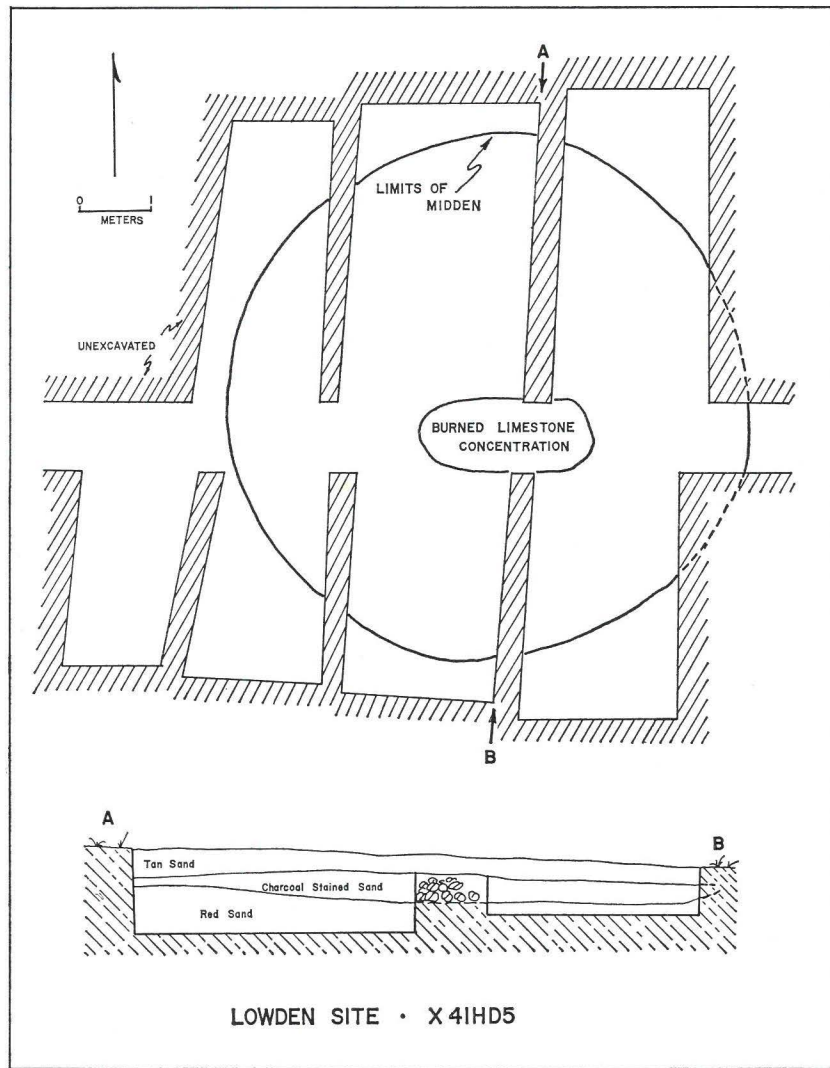 A
LIMITS OF
MIDDEN
0 1
METERS
UNEXCAVATED
BURNED LIMESTONE
CONCENTRATION
B
A
B
Tan Sand
Charcoal Stained Sand
Red Sand
LOWDEN SITE · X41HD5